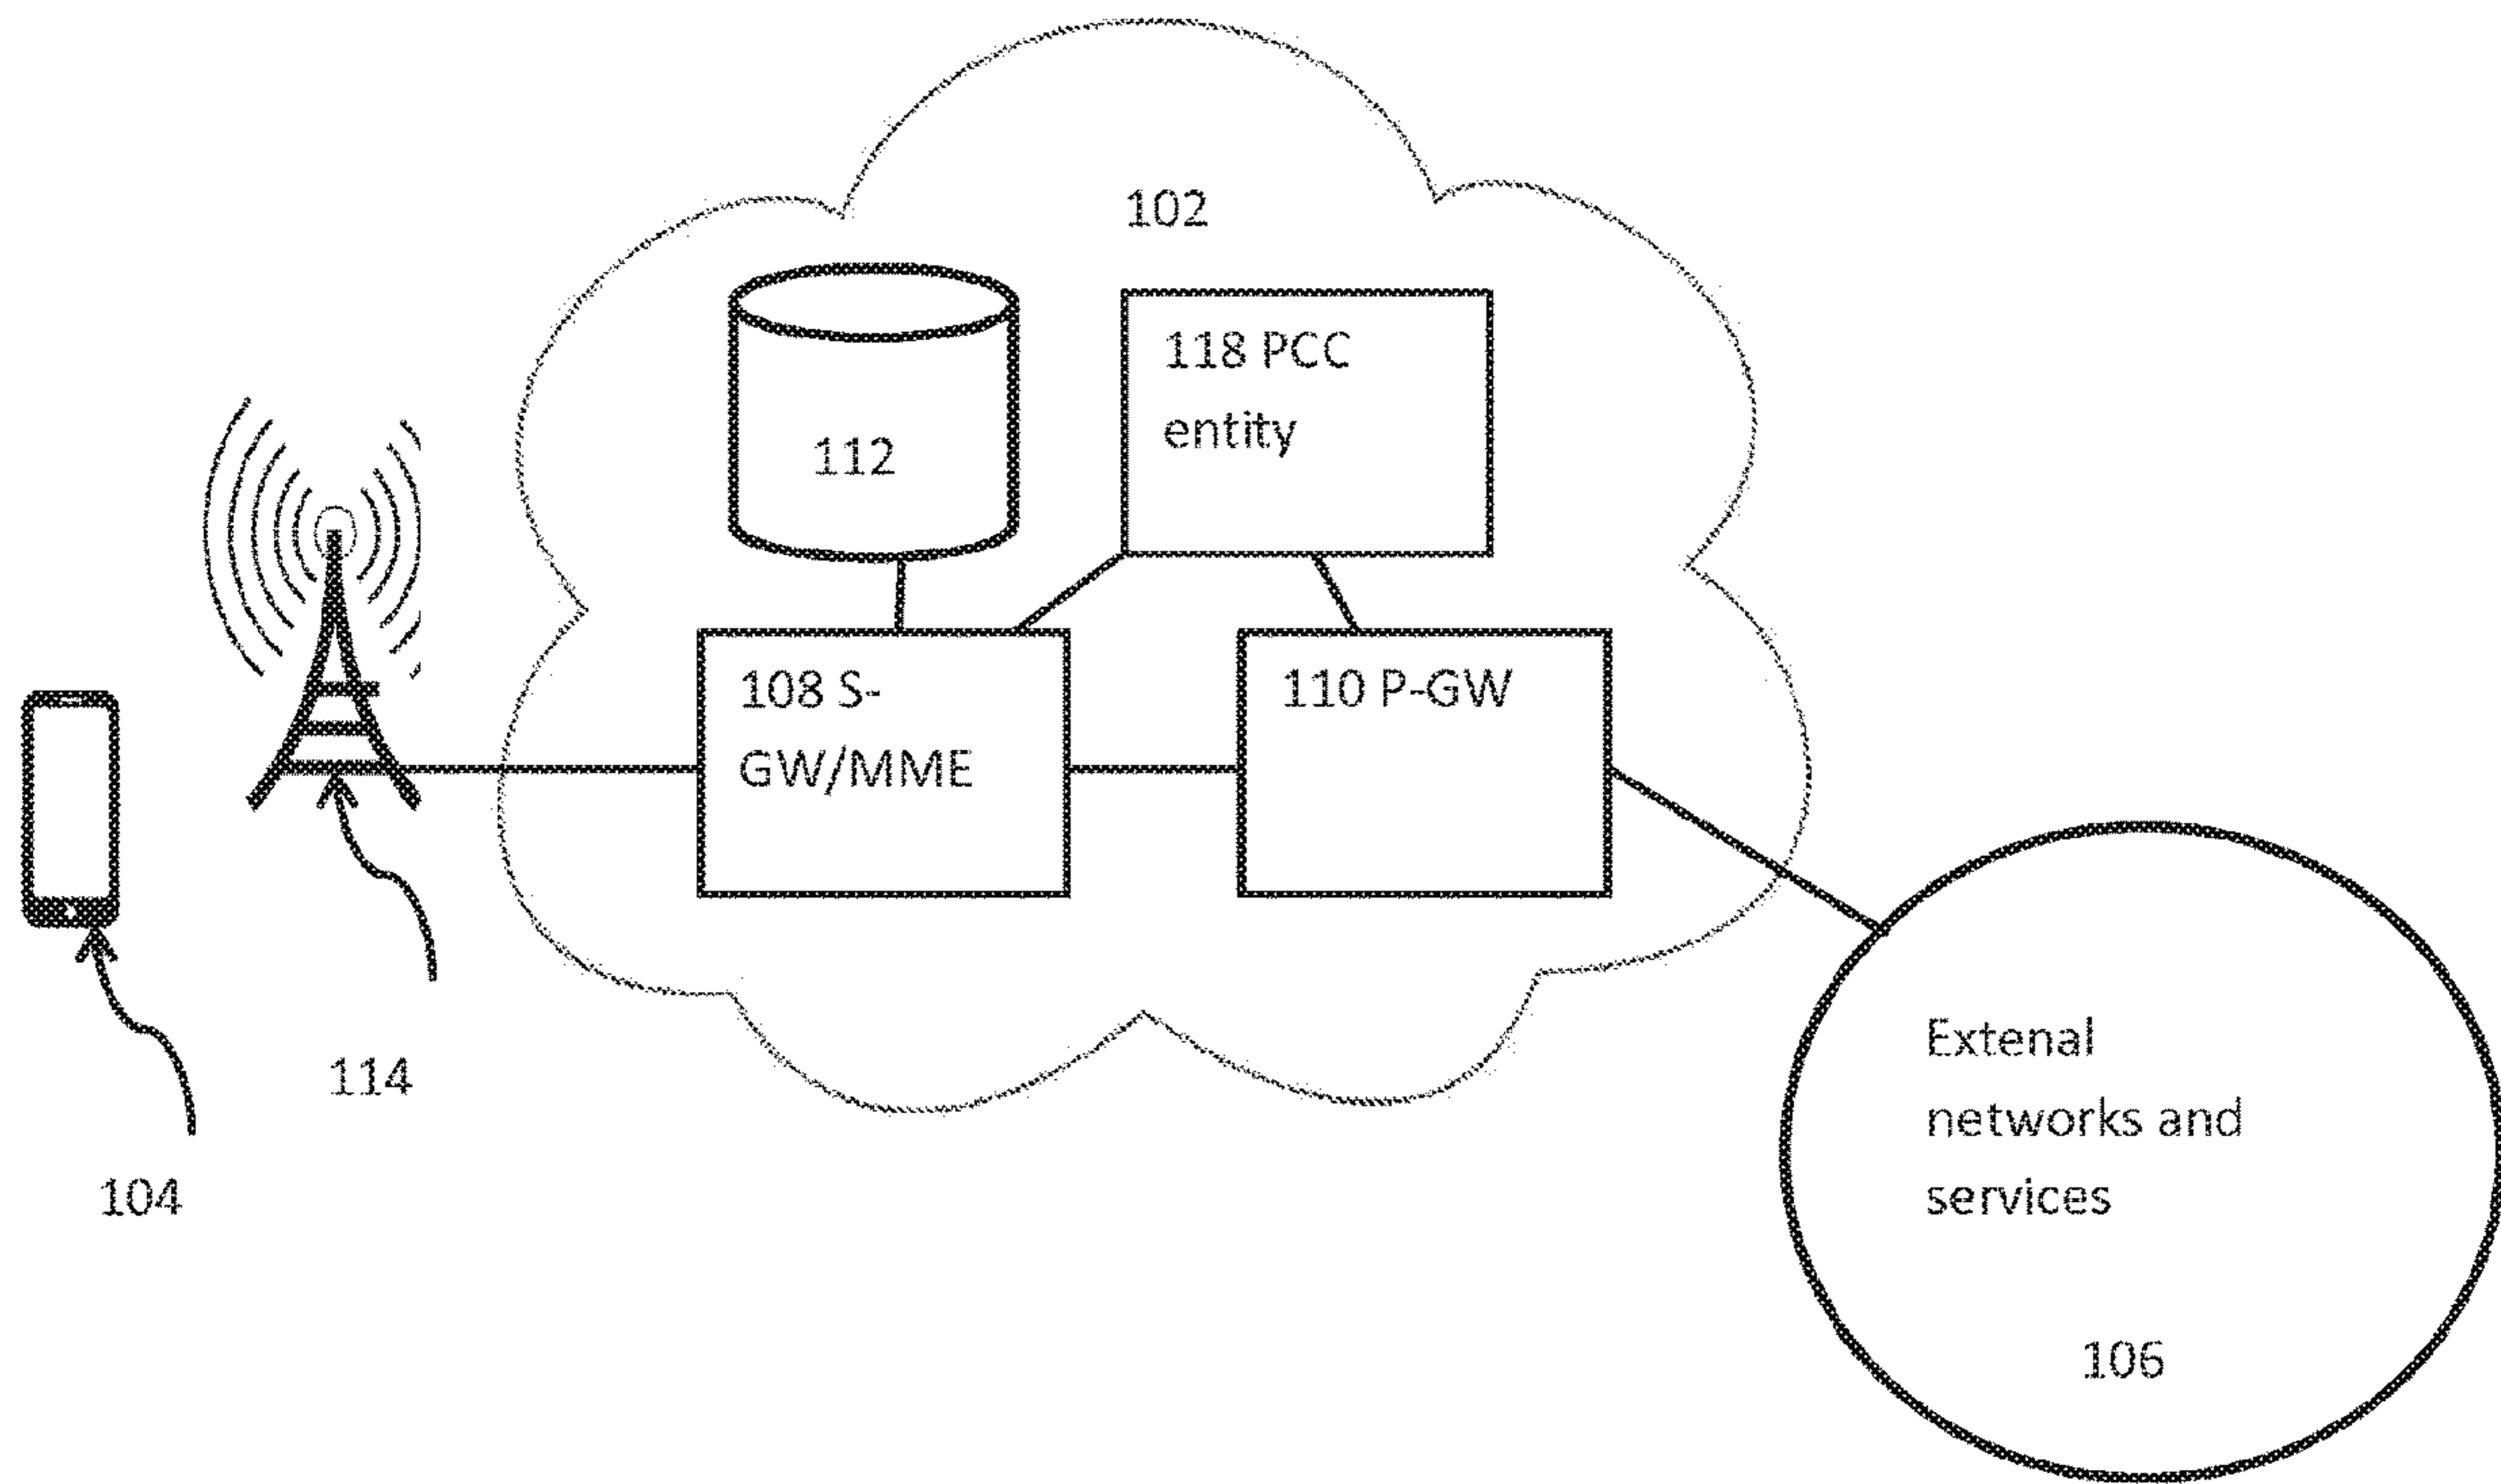 102
118 PCC
entity
112
108 S-
GW/MME
110 P-GW
114
104
Extenal
networks and
services
106